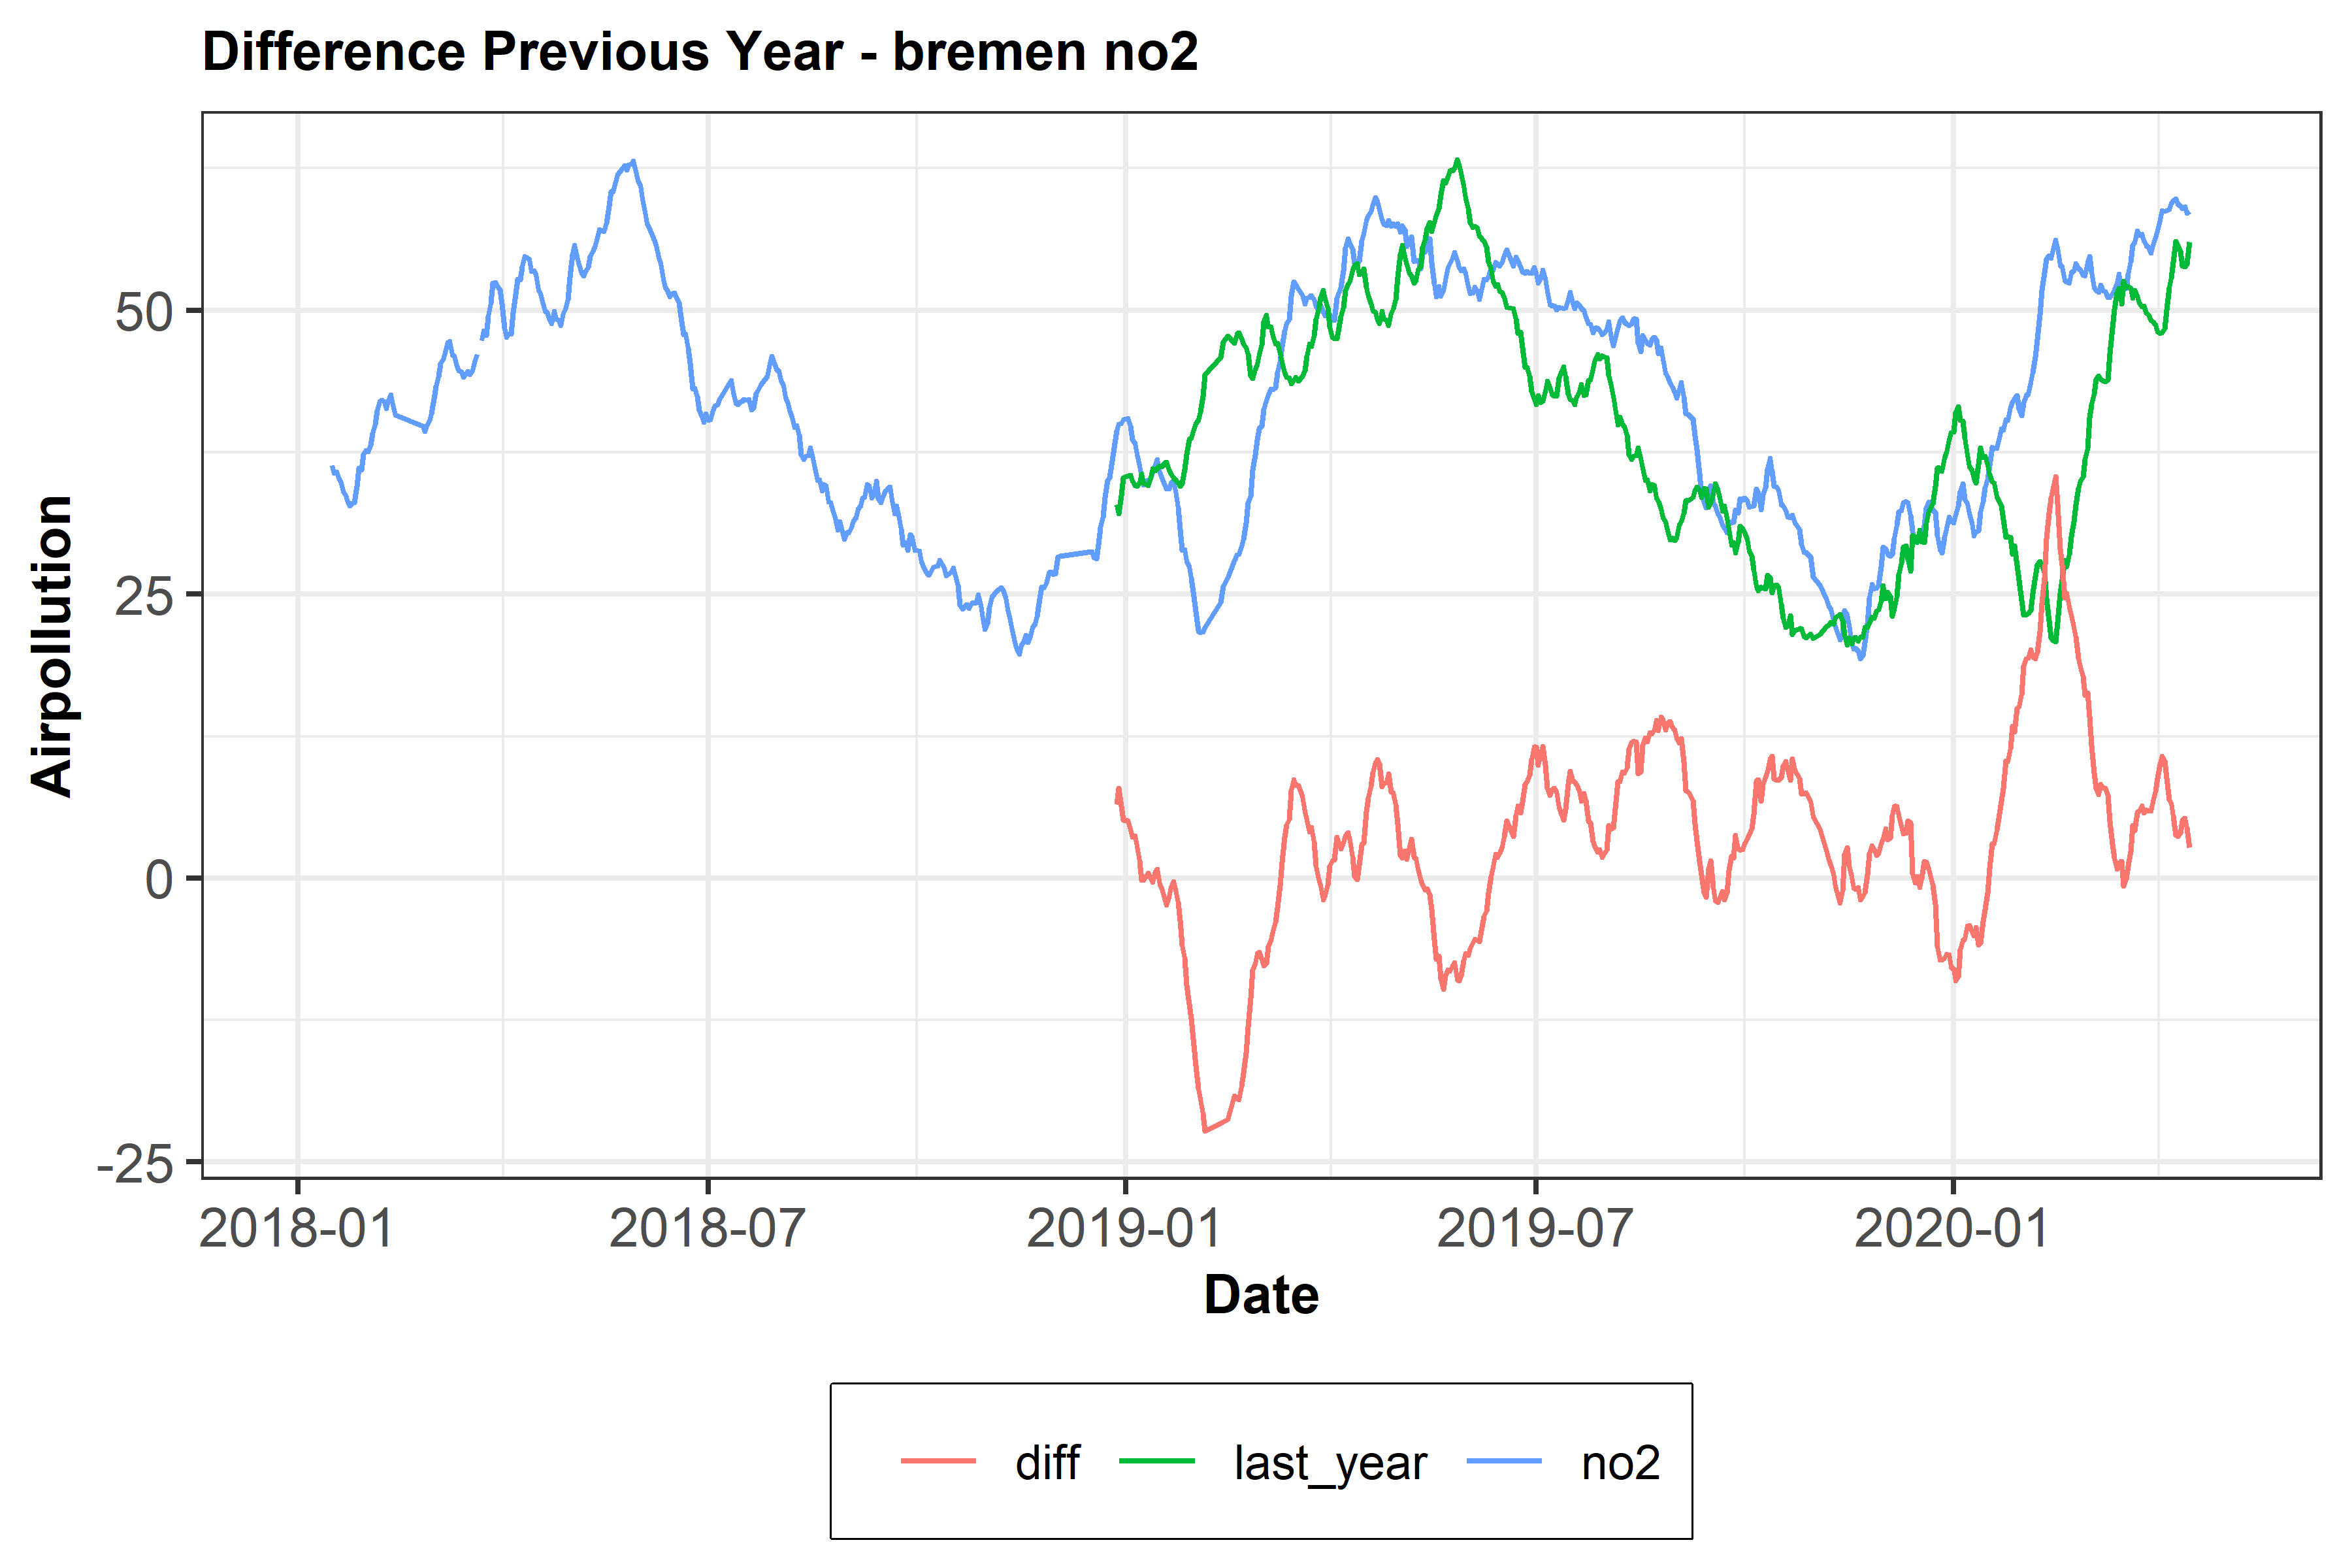 Difference Previous Year - bremen no2
Airpollution
50
25
0
-25
2018-01 2018-07 2019-01 2019-07 2020-01
Date
diff last_year no2